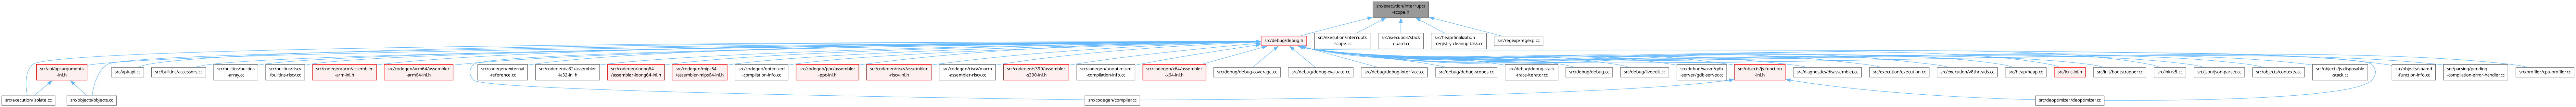 src/execution/interrupts
-scope.h
src/debug/debug.h
src/execution/interrupts
-scope.cc
src/execution/stack
-guard.cc
src/heap/finalization
-registry-cleanup-task.cc
src/regexp/regexp.cc
src/api/api-arguments
-inl.h
src/api/api.cc
src/builtins/accessors.cc
src/builtins/builtins
-array.cc
src/builtins/riscv
/builtins-riscv.cc
src/codegen/arm/assembler
-arm-inl.h
src/codegen/arm64/assembler
-arm64-inl.h
src/codegen/external
-reference.cc
src/codegen/ia32/assembler
-ia32-inl.h
src/codegen/loong64
/assembler-loong64-inl.h
src/codegen/mips64
/assembler-mips64-inl.h
src/codegen/optimized
-compilation-info.cc
src/codegen/ppc/assembler
-ppc-inl.h
src/codegen/riscv/assembler
-riscv-inl.h
src/codegen/riscv/macro
-assembler-riscv.cc
src/codegen/s390/assembler
-s390-inl.h
src/codegen/unoptimized
-compilation-info.cc
src/codegen/x64/assembler
-x64-inl.h
src/debug/debug-coverage.cc
src/debug/debug-evaluate.cc
src/debug/debug-interface.cc
src/debug/debug-scopes.cc
src/debug/debug-stack
-trace-iterator.cc
src/debug/debug.cc
src/debug/liveedit.cc
src/debug/wasm/gdb
-server/gdb-server.cc
src/objects/js-function
-inl.h
src/diagnostics/disassembler.cc
src/execution/execution.cc
src/execution/v8threads.cc
src/heap/heap.cc
src/ic/ic-inl.h
src/init/bootstrapper.cc
src/init/v8.cc
src/json/json-parser.cc
src/objects/contexts.cc
src/objects/js-disposable
-stack.cc
src/objects/shared
-function-info.cc
src/parsing/pending
-compilation-error-handler.cc
src/profiler/cpu-profiler.cc
src/execution/isolate.cc
src/objects/objects.cc
src/codegen/compiler.cc
src/deoptimizer/deoptimizer.cc